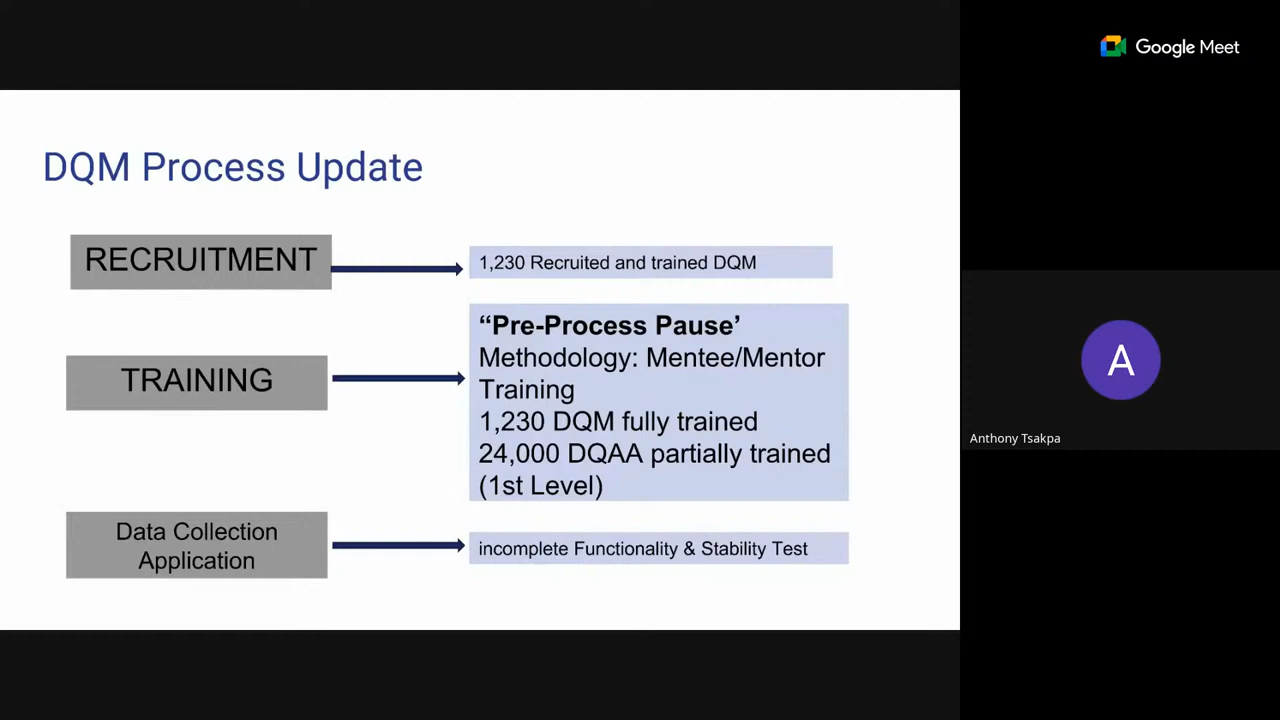 Google Meet
DQM Process Update
RECRUITMENT
1,230 Recruited and trained DQM
TRAINING
“Pre-Process Pause’
Methodology: Mentee/Mentor
Training
1,230 DQM fully trained
24,000 DQAA partially trained
(1st Level)
Data Collection
Application
incomplete Functionality & Stability Test
A
Anthony Tsakpa